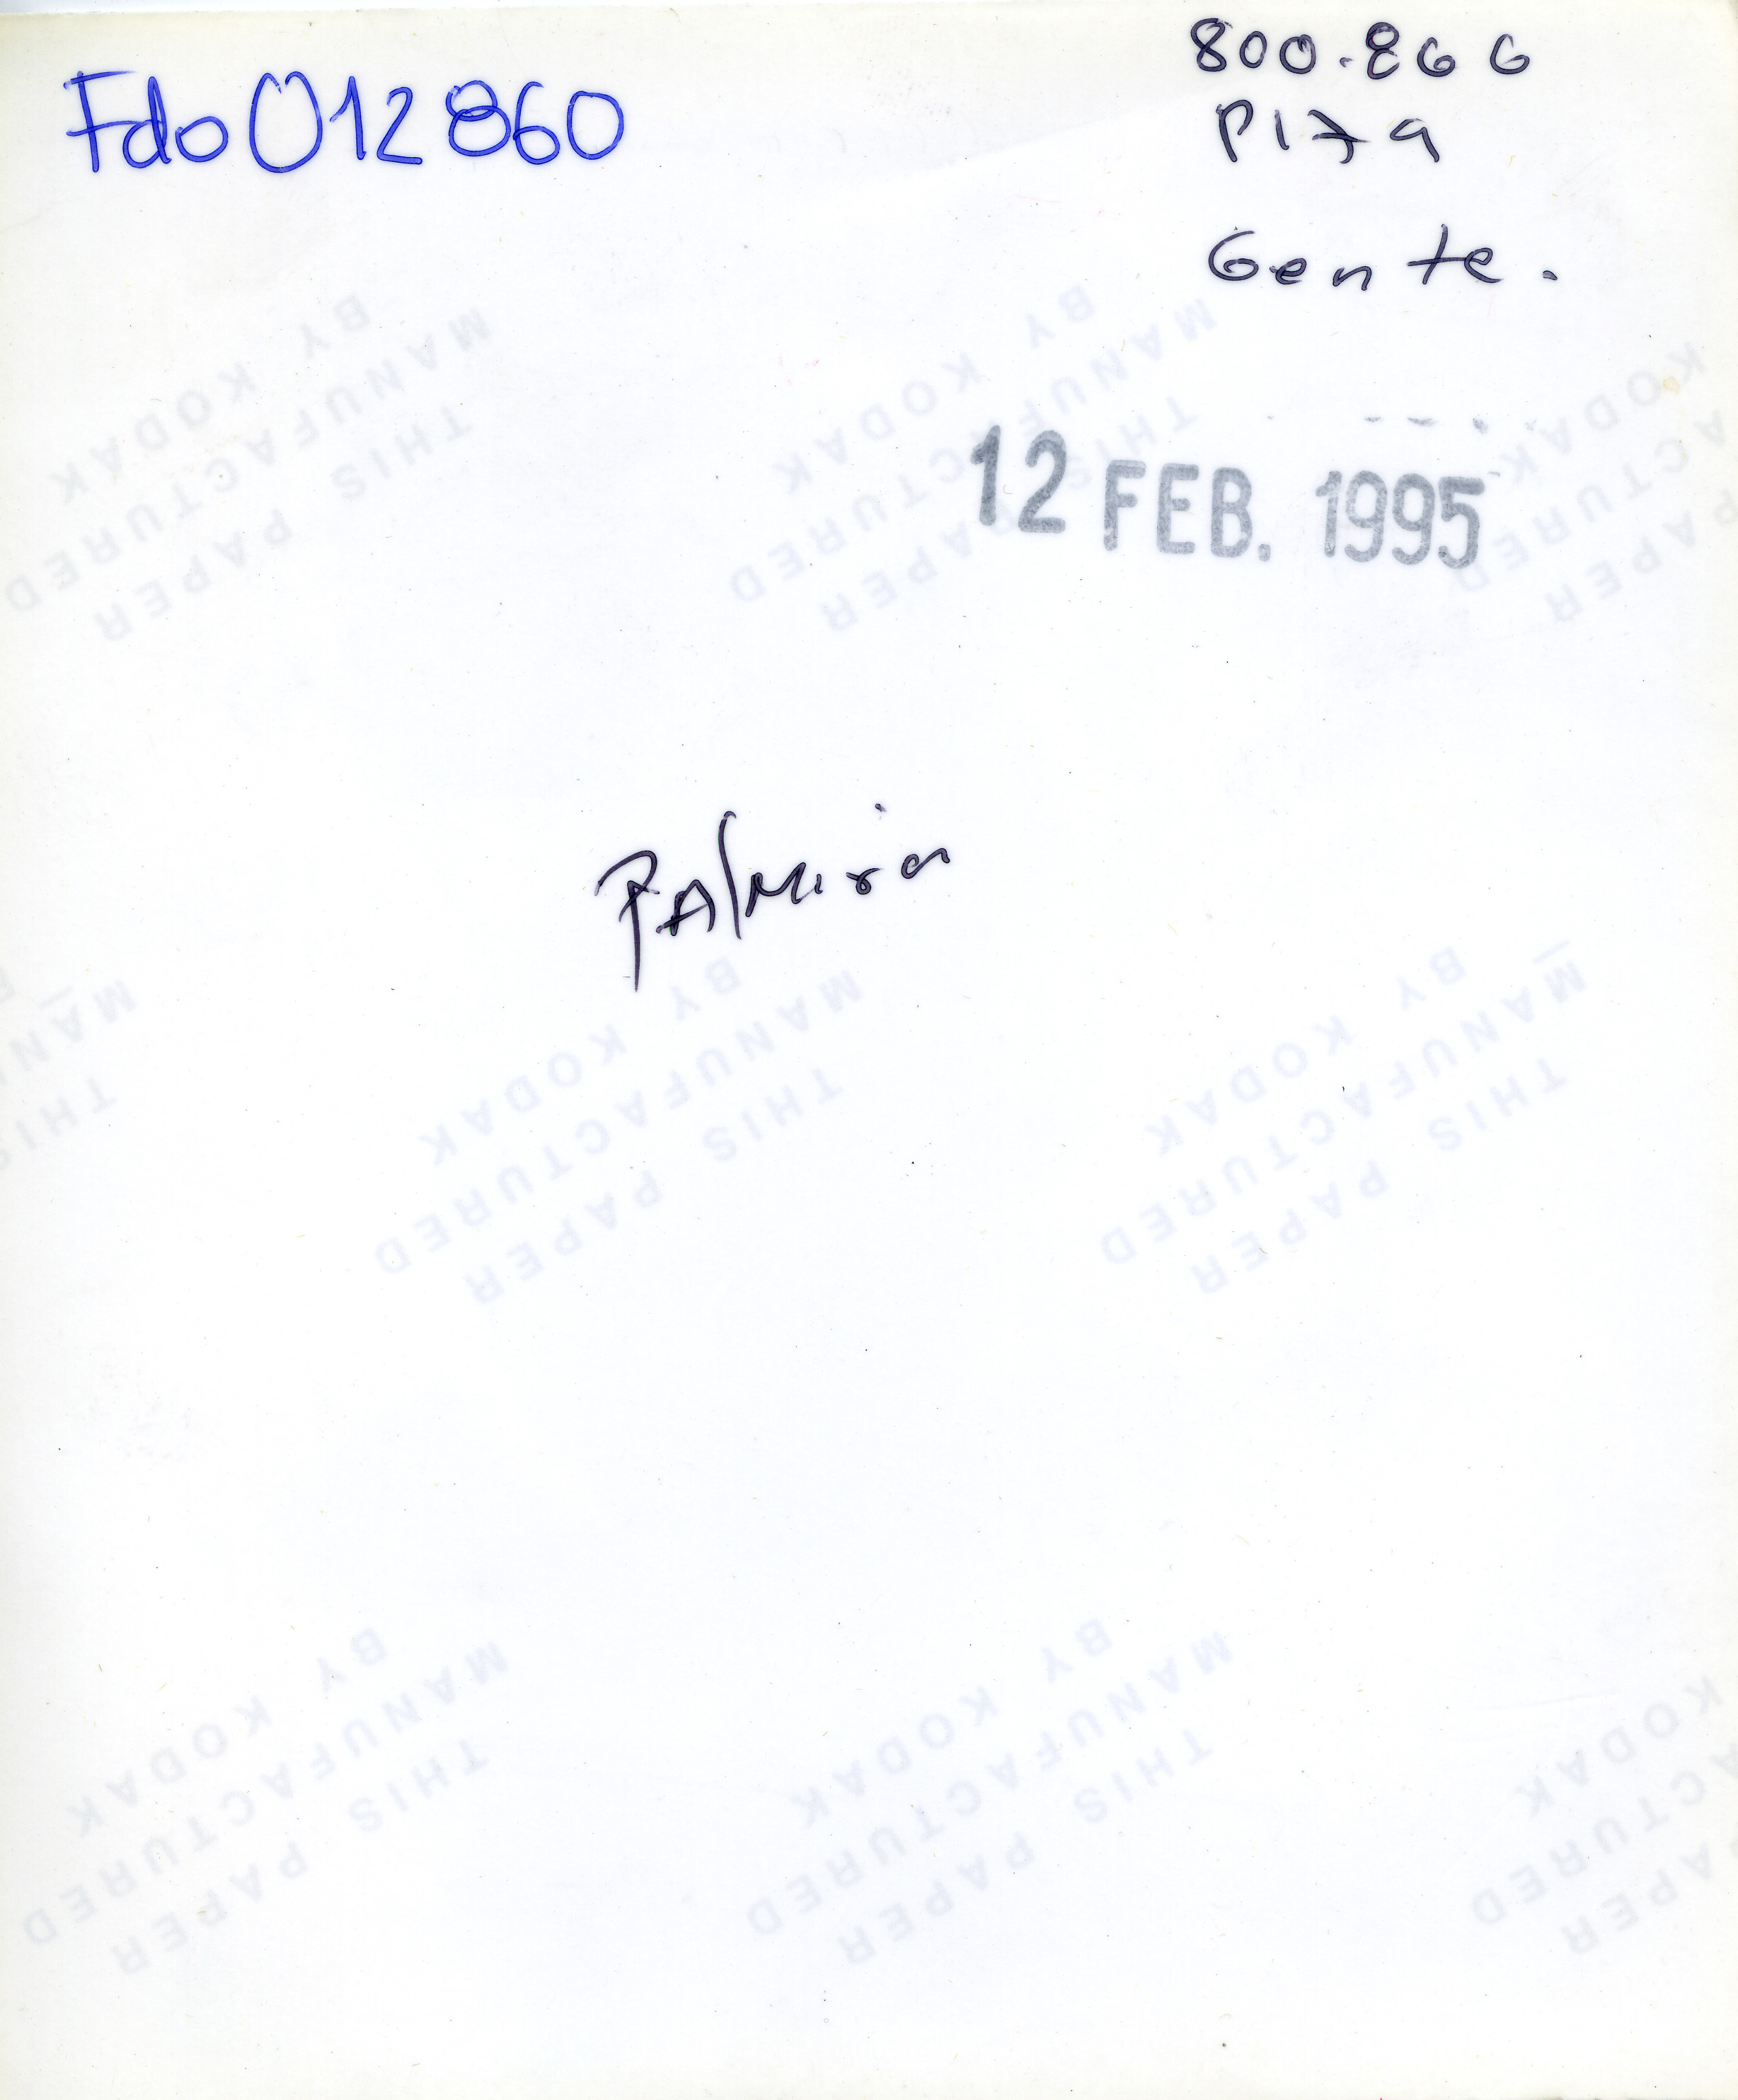 Fdo 012860
800.866
P17a
Gente.
12 FEB. 1995
Palmira
THIS PAPER
MANUFACTURED
BY KODAK